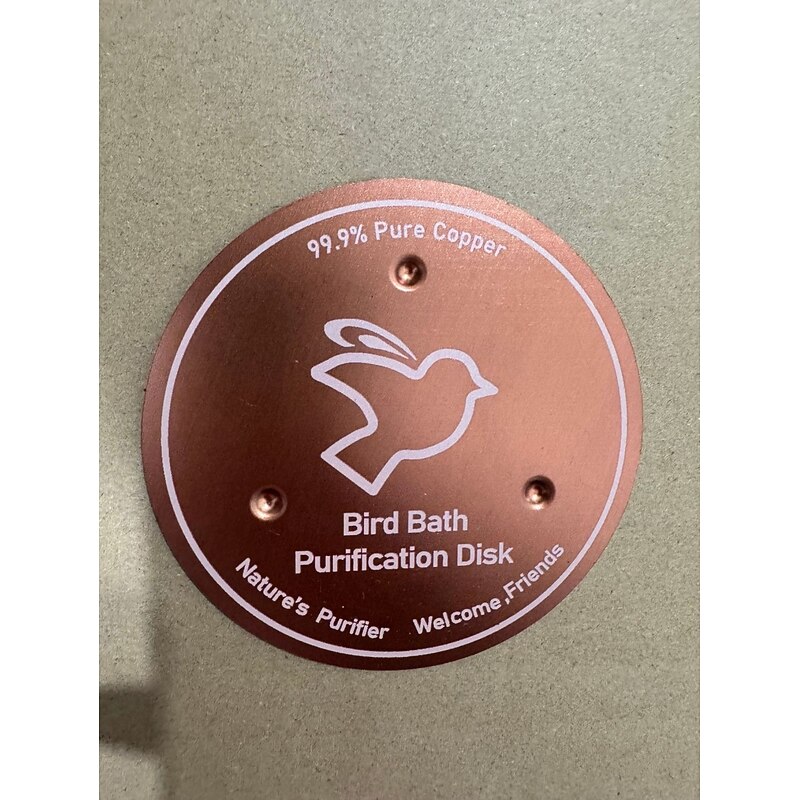 99.9% Pure Copper
Bird Bath
Purification Disk
Nature's Purifier
Welcome ,Friends